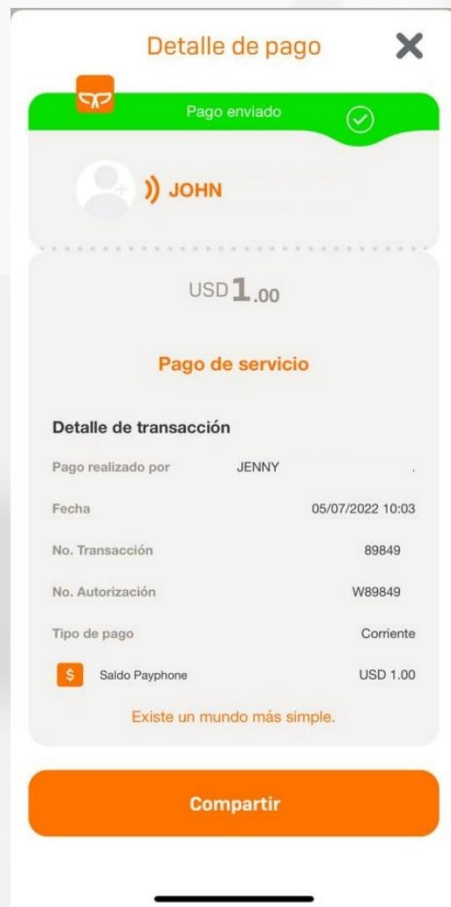 Detalle de pago
Pago enviado
JOHN
USD 1.00
Pago de servicio
Detalle de transacción
Pago realizado por JENNY .
Fecha 05/07/2022 10:03
No. Transacción 89849
No. Autorización W89849
Tipo de pago Corriente
$ Saldo Payphone USD 1.00
Existe un mundo más simple.
Compartir